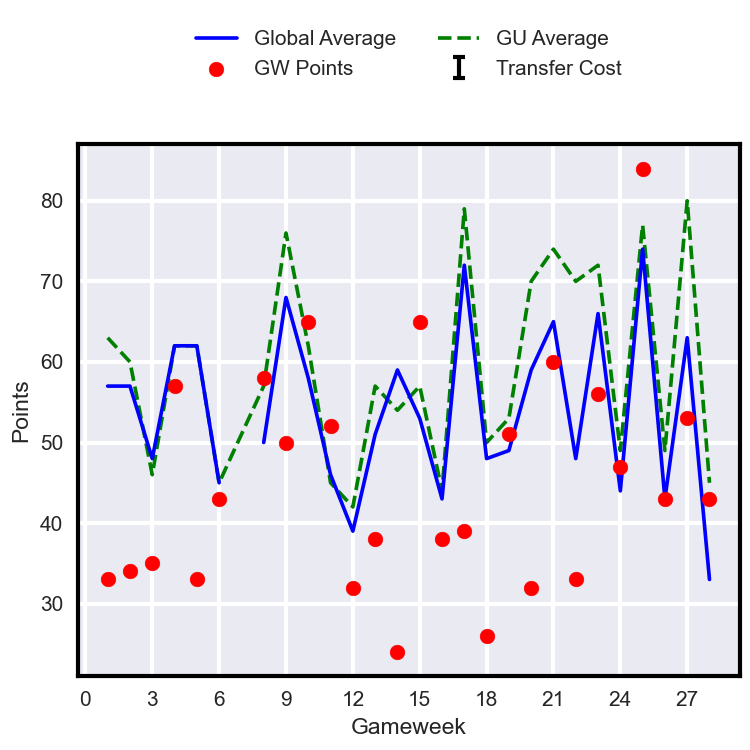 Global Average
GU Average
GW Points
Transfer Cost
80
70
60
50
40
30
Points
0 3 6 9 12 15 18 21 24 27
Gameweek